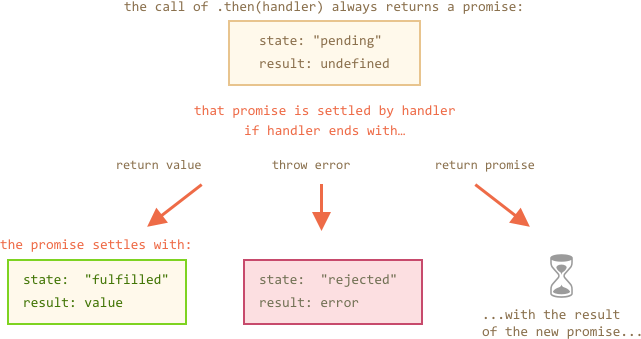 the call of .then(handler) always returns a promise:
state: "pending"
result: undefined
that promise is settled by handler
if handler ends with…
return value
throw error
return promise
the promise settles with:
state:  "fulfilled"
result: value
state:  "rejected"
result: error
...with the result
of the new promise...